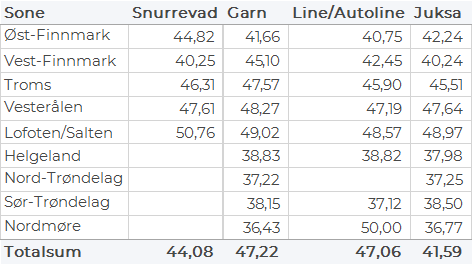 Sone Snurrevad Garn Line/Autoline Juksa
Øst-Finnmark 44,82 41,66 40,75 42,24
Vest-Finnmark 40,25 45,10 42,45 40,24
Troms 46,31 47,57 45,90 45,51
Vesterålen 47,61 48,27 47,19 47,64
Lofoten/Salten 50,76 49,02 48,57 48,97
Helgeland 38,83 38,82 37,98
Nord-Trøndelag 37,22 37,25
Sør-Trøndelag 38,15 37,12 38,50
Nordmøre 36,43 50,00 36,77
Totalsum 44,08 47,22 47,06 41,59